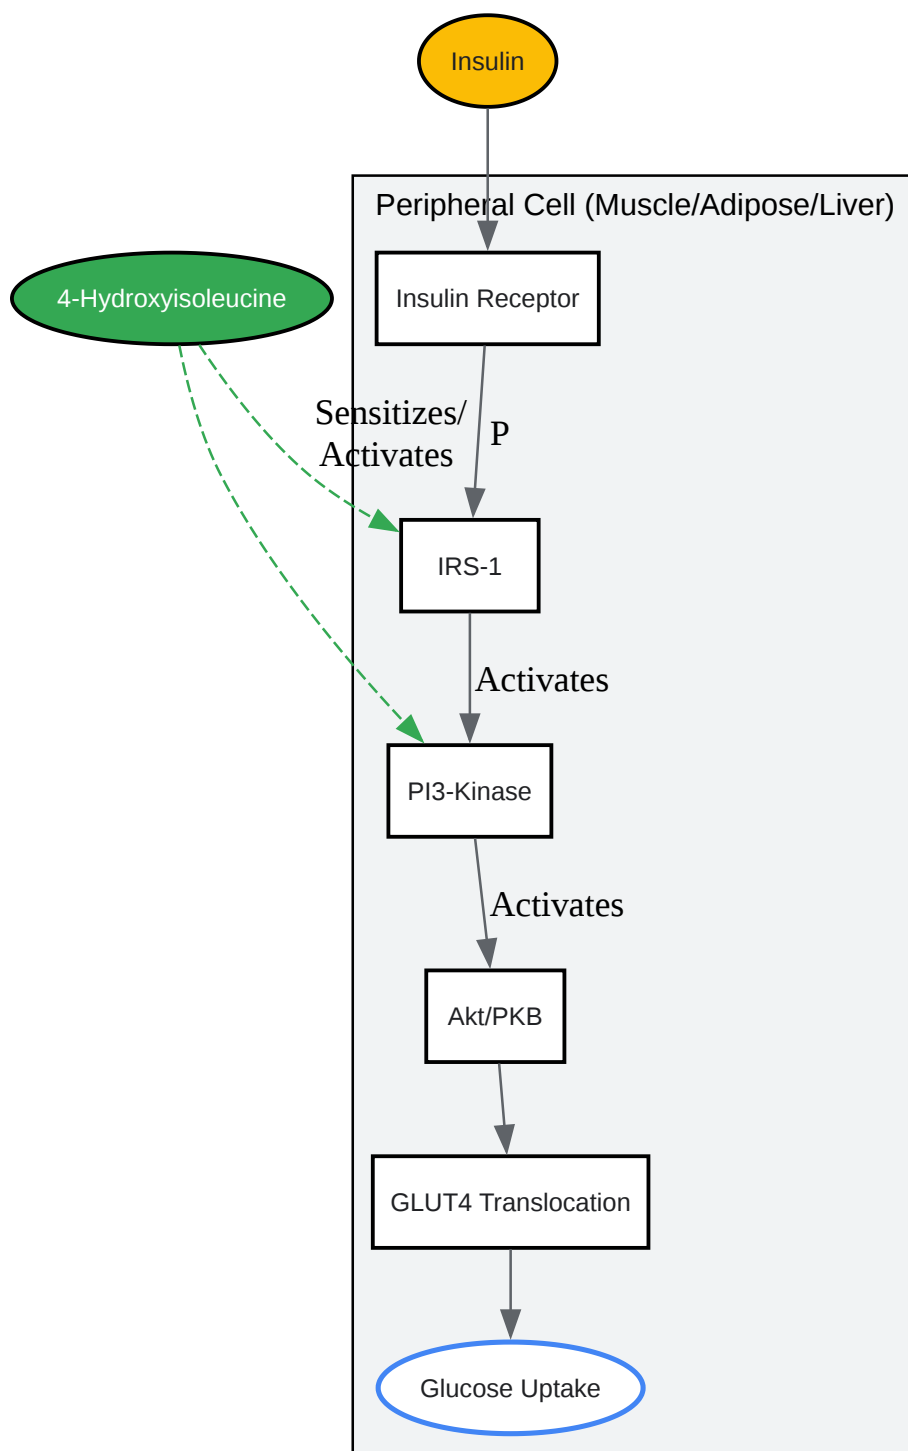 Insulin
Peripheral Cell (Muscle/Adipose/Liver)
4-Hydroxyisoleucine
Insulin Receptor
Sensitizes/
Activates
P
IRS-1
Activates
PI3-Kinase
Activates
Akt/PKB
GLUT4 Translocation
Glucose Uptake